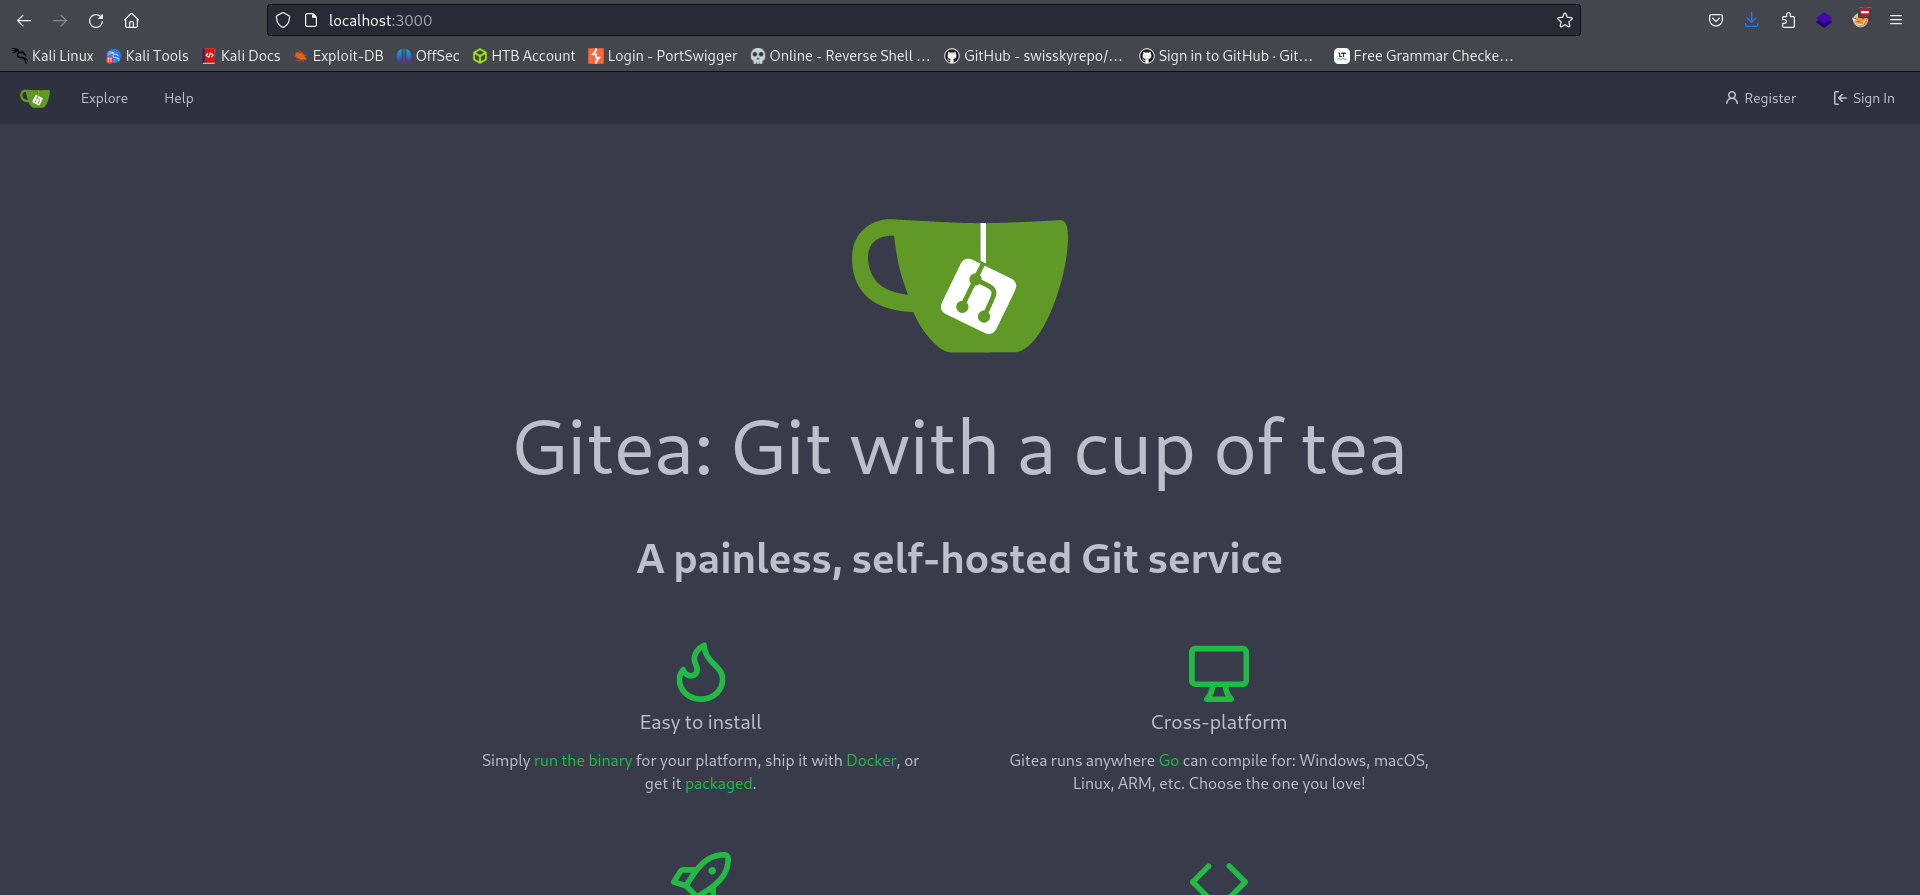 localhost:3000
Kali Linux Kali Tools Kali Docs Exploit-DB OffSec HTB Account Login - PortSwigger Online - Reverse Shell ... GitHub - swisskyrepo/... Sign in to GitHub · Git... Free Grammar Checke...
Explore Help Register Sign In
Gitea: Git with a cup of tea
A painless, self-hosted Git service
Easy to install
Simply run the binary for your platform, ship it with Docker, or
get it packaged.
Cross-platform
Gitea runs anywhere Go can compile for: Windows, macOS,
Linux, ARM, etc. Choose the one you love!